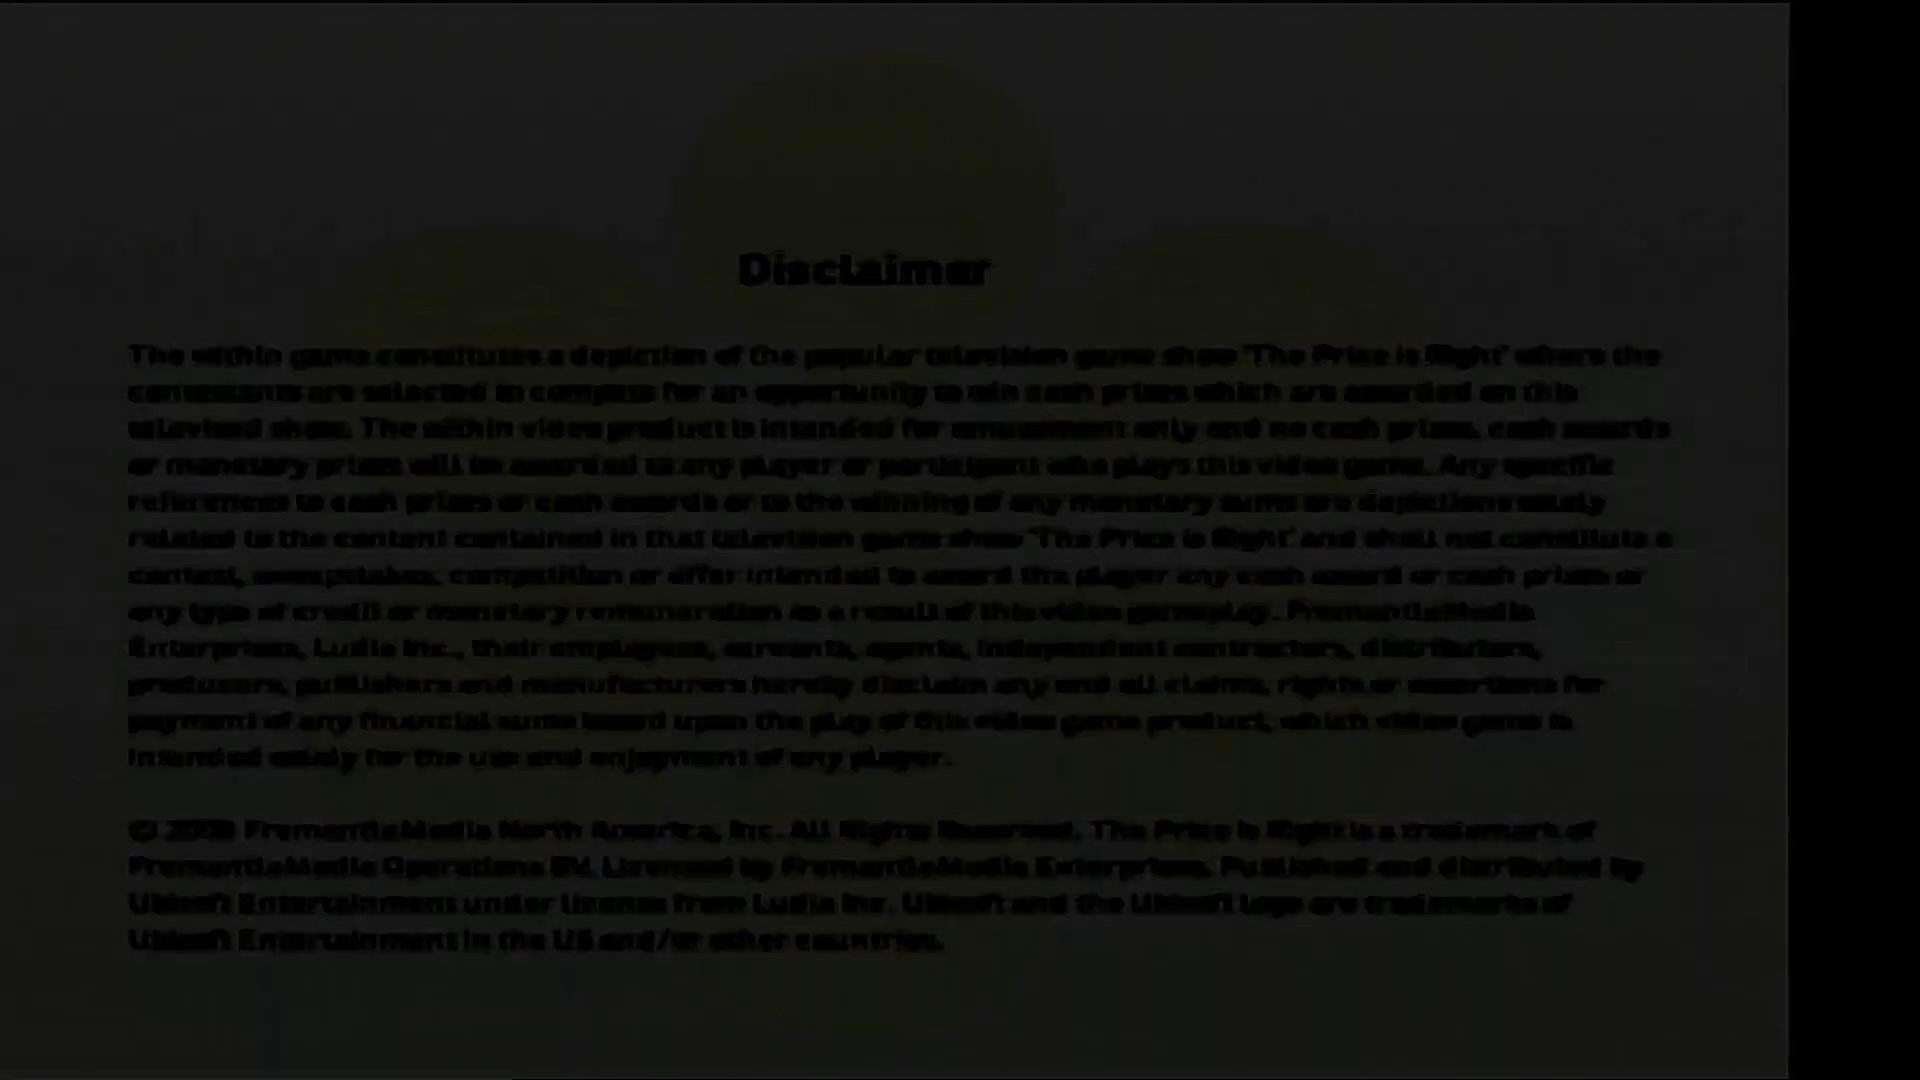 Disclaimer
The within game constitutes a depiction of the popular television game show 'The Price is Right' where the
contestants are selected to compete for an opportunity to win cash prizes which are awarded on this
televised show. The within video product is intended for amusement only and no cash prizes, cash awards
or monetary prizes will be awarded to any player or participant who plays this video game. Any specific
references to cash prizes or cash awards or to the winning of any monetary sums are depictions solely
related to the content contained in that television game show 'The Price is Right' and shall not constitute a
contest, sweepstakes, competition or offer intended to award the player any cash award or cash prize or
any type of credit or monetary remuneration as a result of this video gameplay. FremantleMedia
Enterprises, Ludia Inc., their employees, servants, agents, independent contractors, distributors,
producers, publishers and manufacturers hereby disclaim any and all claims, rights or assertions for
payment of any financial sums based upon the play of this video game product, which video game is
intended solely for the use and enjoyment of any player.
© 2008 FremantleMedia North America, Inc. All Rights Reserved. The Price is Right is a trademark of
FremantleMedia Operations BV. Licensed by FremantleMedia Enterprises. Published and distributed by
Ubisoft Entertainment under license from Ludia Inc. Ubisoft and the Ubisoft logo are trademarks of
Ubisoft Entertainment in the US and/or other countries.